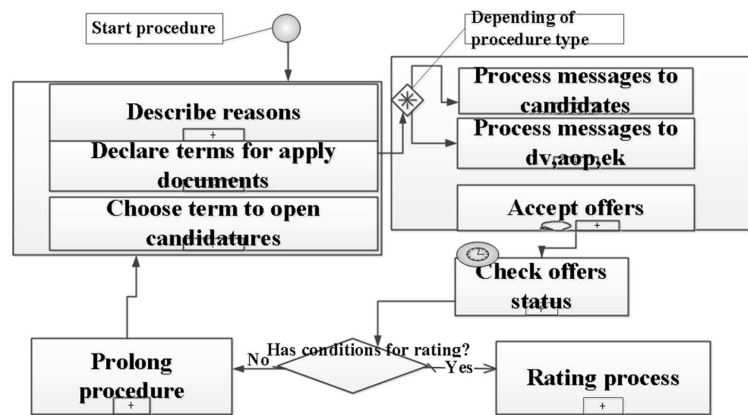 Start procedure
Depending of
procedure type
Describe reasons
+
Declare terms for apply
documents
Choose term to open
candidatures
Process messages to
candidates
Process messages to
dv,aop,ek
Accept offers
+
Check offers
status
Has conditions for rating?
No
Yes
Prolong
procedure
+
Rating process
+